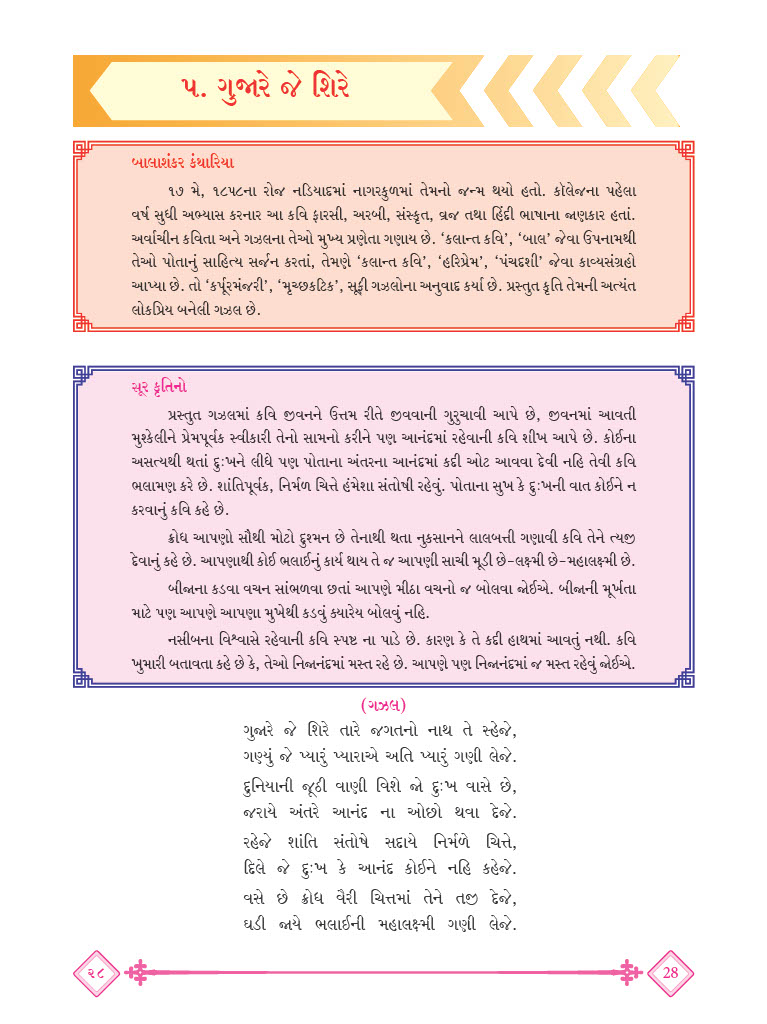 ૫. ગુજારે જે શિરે
બાલાશંકર કંથારિયા
૧૭ મે, ૧૮૫૮ના રોજ નડિયાદમાં નાગરકુળમાં તેમનો જન્મ થયો હતો. કૉલેજના પહેલા
વર્ષ સુધી અભ્યાસ કરનાર આ કવિ ફારસી, અરબી, સંસ્કૃત, વ્રજ તથા હિંદી ભાષાના જાણકાર હતાં.
અર્વાચીન કવિતા અને ગઝલના તેઓ મુખ્ય પ્રણેતા ગણાય છે. ‘કલાન્ત કવિ’, ‘બાલ’ જેવા ઉપનામથી
તેઓ પોતાનું સાહિત્ય સર્જન કરતાં, તેમણે ‘કલાન્ત કવિ’, ‘હરિપ્રેમ’, ‘પંચદશી’ જેવા કાવ્યસંગ્રહો
આપ્યા છે. તો ‘કર્પૂરમંજરી’, ‘મૃચ્છકટિક’, સૂફી ગઝલોના અનુવાદ કર્યા છે. પ્રસ્તુત કૃતિ તેમની અત્યંત
લોકપ્રિય બનેલી ગઝલ છે.
સૂર કૃતિનો
પ્રસ્તુત ગઝલમાં કવિ જીવનને ઉત્તમ રીતે જીવવાની ગુરુચાવી આપે છે, જીવનમાં આવતી
મુશ્કેલીને પ્રેમપૂર્વક સ્વીકારી તેનો સામનો કરીને પણ આનંદમાં રહેવાની કવિ શીખ આપે છે. કોઈના
અસત્યથી થતાં દુઃખને લીધે પણ પોતાના અંતરના આનંદમાં કદી ઓટ આવવા દેવી નહિ તેવી કવિ
ભલામણ કરે છે. શાંતિપૂર્વક, નિર્મળ ચિત્તે હંમેશા સંતોષી રહેવું. પોતાના સુખ કે દુઃખની વાત કોઈને ન
કરવાનું કવિ કહે છે.
ક્રોધ આપણો સૌથી મોટો દુશ્મન છે તેનાથી થતા નુકસાનને લાલબત્તી ગણાવી કવિ તેને ત્યજી
દેવાનું કહે છે. આપણાથી કોઈ ભલાઈનું કાર્ય થાય તે જ આપણી સાચી મૂડી છે-લક્ષ્મી છે-મહાલક્ષ્મી છે.
બીજાના કડવા વચન સાંભળવા છતાં આપણે મીઠા વચનો જ બોલવા જોઈએ. બીજાની મૂર્ખતા
માટે પણ આપણે આપણા મુખેથી કડવું ક્યારેય બોલવું નહિ.
નસીબના વિશ્વાસે રહેવાની કવિ સ્પષ્ટ ના પાડે છે. કારણ કે તે કદી હાથમાં આવતું નથી. કવિ
ખુમારી બતાવતા કહે છે કે, તેઓ નિજાનંદમાં મસ્ત રહે છે. આપણે પણ નિજાનંદમાં જ મસ્ત રહેવું જોઈએ.
(ગઝલ)
ગુજારે જે શિરે તારે જગતનો નાથ તે સ્હેજે,
ગણ્યું જે પ્યારું પ્યારાએ અતિ પ્યારું ગણી લેજે.
દુનિયાની જૂઠી વાણી વિશે જો દુઃખ વાસે છે,
જરાયે અંતરે આનંદ ના ઓછો થવા દેજે.
રહેજે શાંતિ સંતોષે સદાયે નિર્મળે ચિત્તે,
દિલે જે દુઃખ કે આનંદ કોઈને નહિ કહેજે.
વસે છે ક્રોધ વૈરી ચિત્તમાં તેને તજી દેજે,
ઘડી જાયે ભલાઈની મહાલક્ષ્મી ગણી લેજે.
૨૮
28